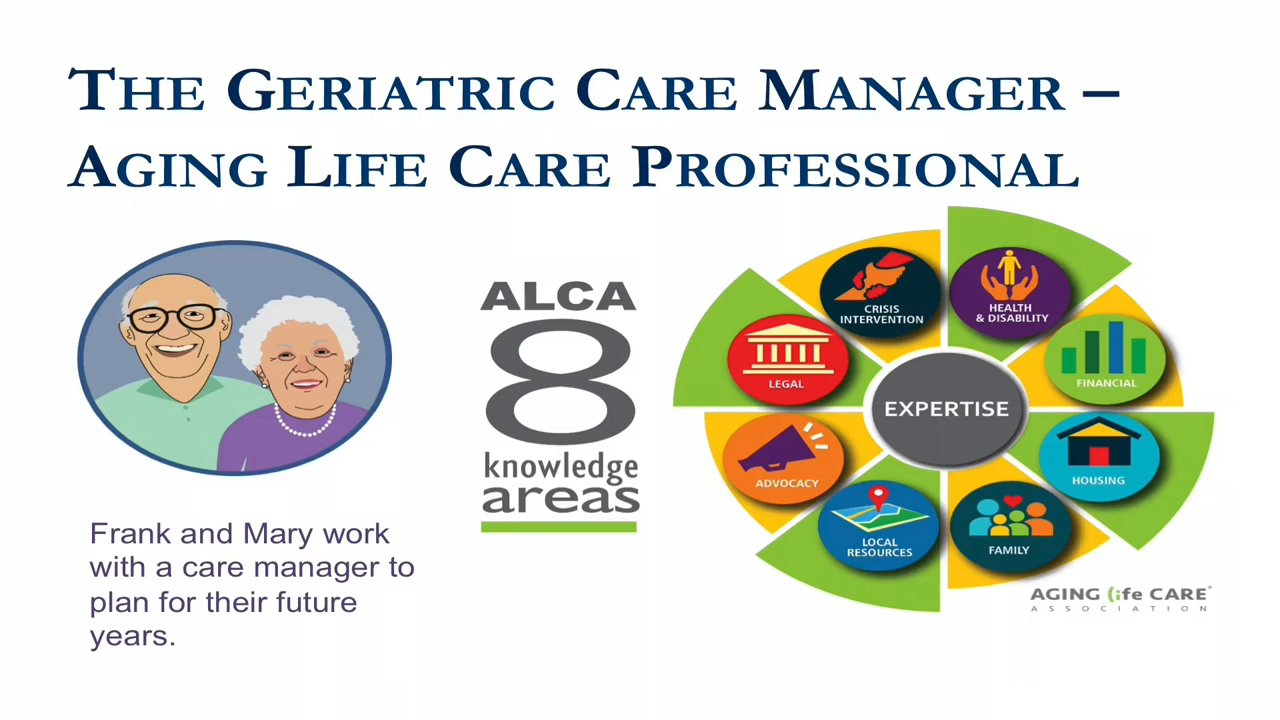 THE GERIATRIC CARE MANAGER –
AGING LIFE CARE PROFESSIONAL
Frank and Mary work
with a care manager to
plan for their future
years.
ALCA
8
knowledge
areas
CRISIS
INTERVENTION
HEALTH
& DISABILITY
LEGAL
FINANCIAL
EXPERTISE
ADVOCACY
HOUSING
LOCAL
RESOURCES
FAMILY
AGING life CARE®
ASSOCIATION